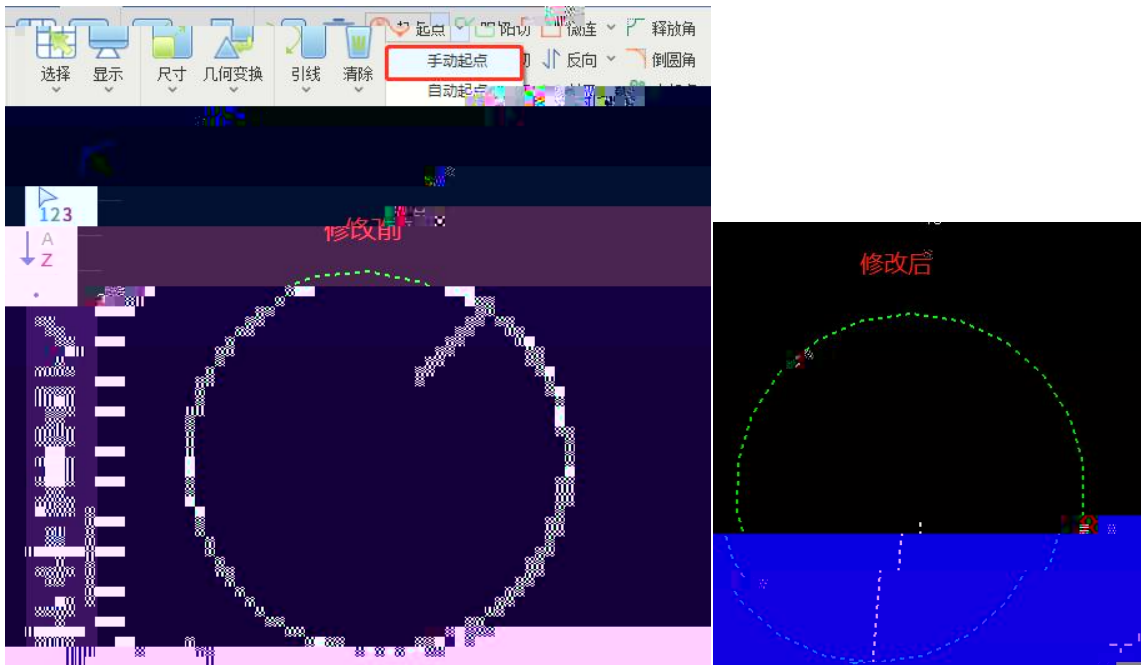 起点
微连
释放角
选择
显示
尺寸
几何变换
引线
清除
手动起点
反向
倒圆角
自动起点
123
A
Z
修改前
修改后